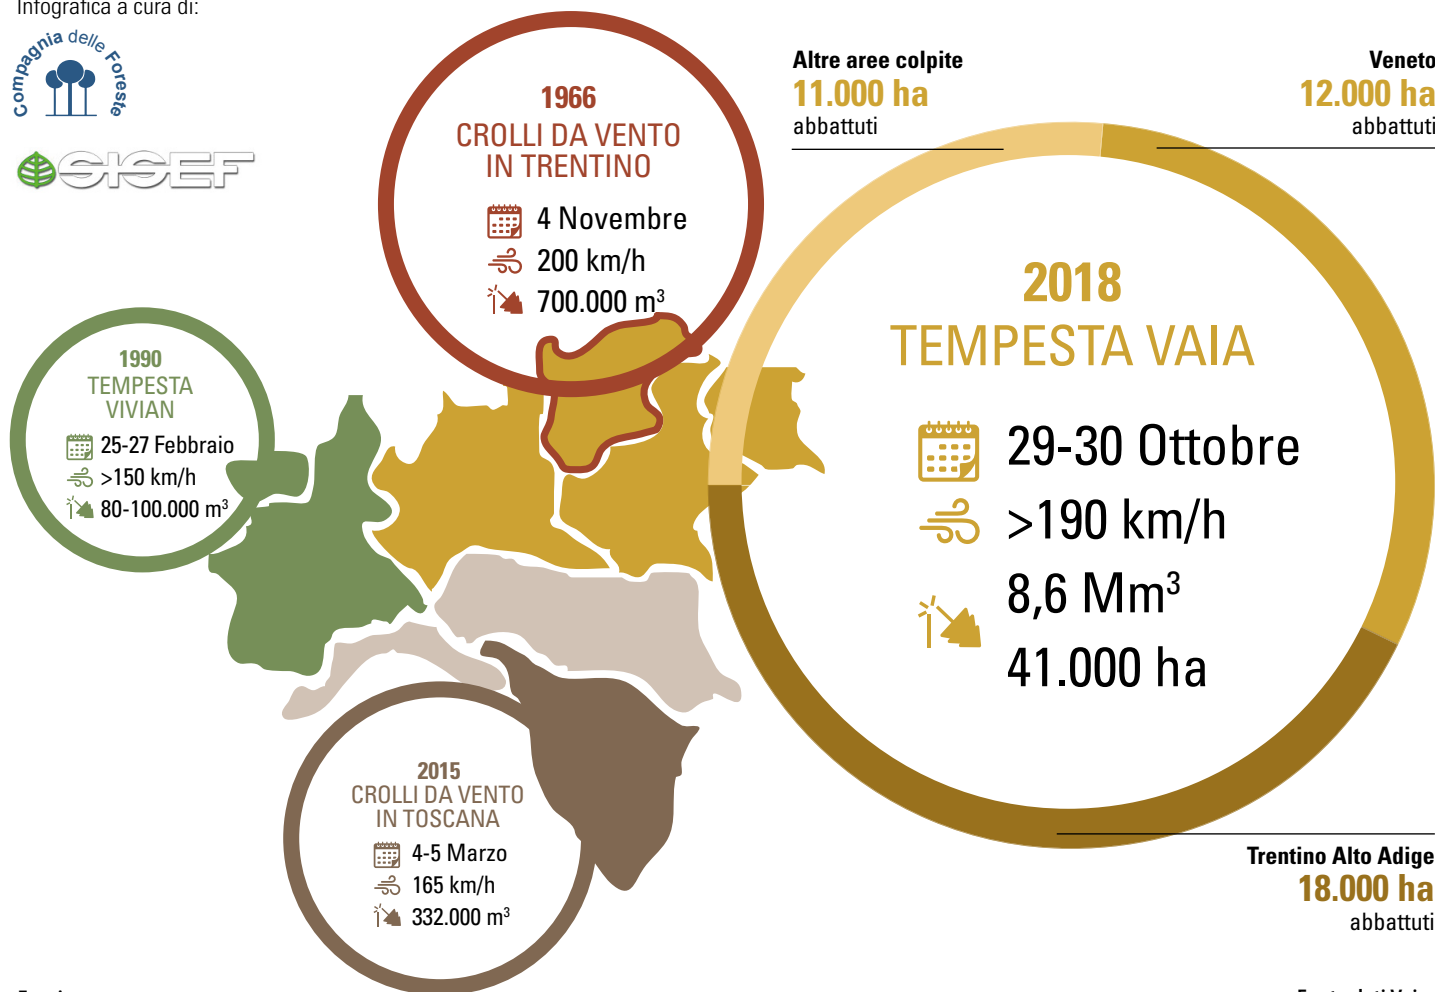 Infografica a cura di:
Compagnia delle Foreste
SISEF
1966
CROLLI DA VENTO
IN TRENTINO
4 Novembre
200 km/h
700.000 m³
Altre aree colpite
11.000 ha
abbattuti
Veneto
12.000 ha
abbattuti
2018
TEMPESTA VAIA
29-30 Ottobre
>190 km/h
8,6 Mm³
41.000 ha
1990
TEMPESTA
VIVIAN
25-27 Febbraio
>150 km/h
80-100.000 m³
2015
CROLLI DA VENTO
IN TOSCANA
4-5 Marzo
165 km/h
332.000 m³
Trentino Alto Adige
18.000 ha
abbattuti